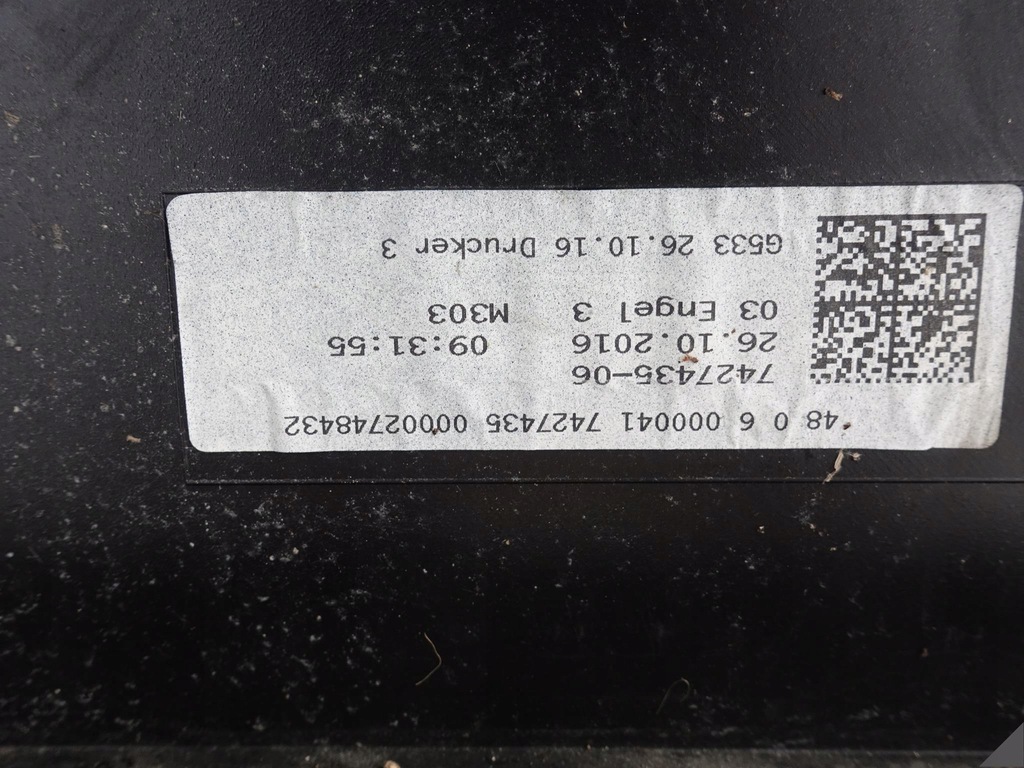 48 0 6 000041 7427435 00002748432
7427435-06
26.10.2016 09:31:55
03 Engel 3 M303
G533 26.10.16 Drucker 3